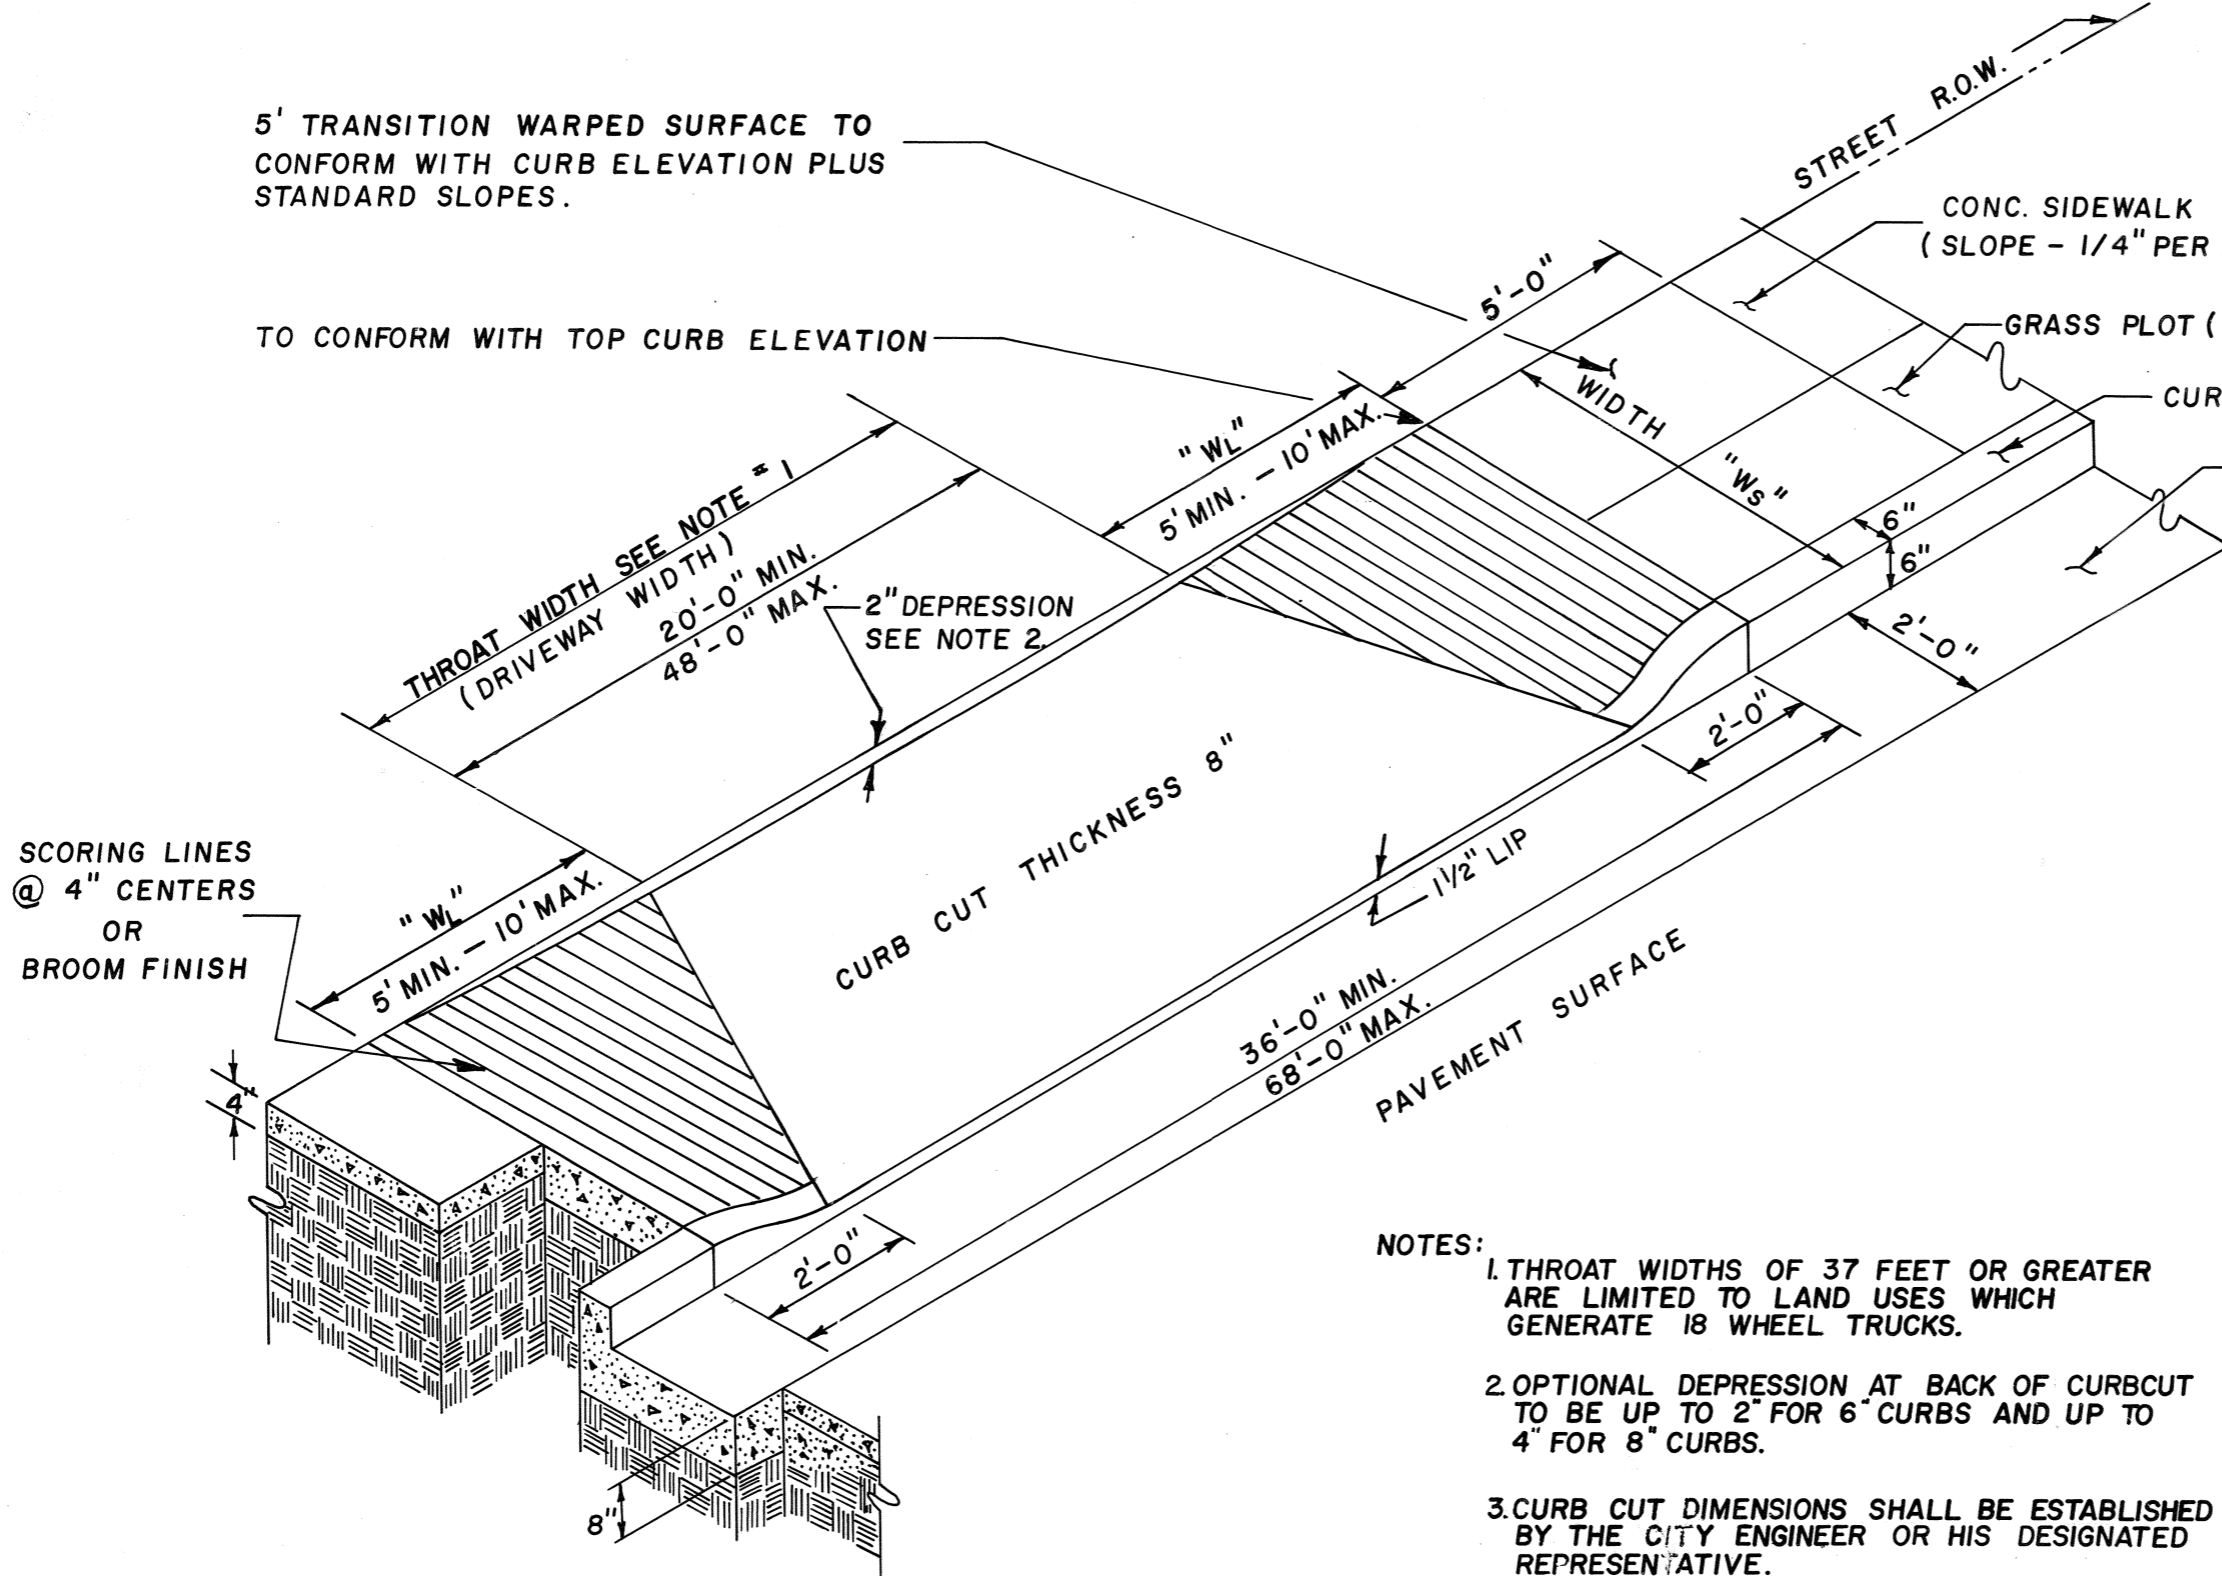 5' TRANSITION WARPED SURFACE TO
CONFORM WITH CURB ELEVATION PLUS
STANDARD SLOPES.
TO CONFORM WITH TOP CURB ELEVATION
STREET R.O.W.
CONC. SIDEWALK
( SLOPE - 1/4" PER
GRASS PLOT (
CUR
5'-0"
WIDTH
"Ws"
6"
6"
2'-0"
2'-0"
"WL"
5' MIN. - 10' MAX.
THROAT WIDTH SEE NOTE # 1
(DRIVEWAY WIDTH)
20'-0" MIN.
48'-0" MAX.
2" DEPRESSION
SEE NOTE 2.
CURB CUT THICKNESS 8"
1 1/2" LIP
SCORING LINES
@ 4" CENTERS
OR
BROOM FINISH
"WL"
5' MIN. - 10' MAX.
36'-0" MIN.
68'-0" MAX.
PAVEMENT SURFACE
4"
2'-0"
8"
NOTES:
1. THROAT WIDTHS OF 37 FEET OR GREATER
ARE LIMITED TO LAND USES WHICH
GENERATE 18 WHEEL TRUCKS.
2. OPTIONAL DEPRESSION AT BACK OF CURBCUT
TO BE UP TO 2" FOR 6" CURBS AND UP TO
4" FOR 8" CURBS.
3. CURB CUT DIMENSIONS SHALL BE ESTABLISHED
BY THE CITY ENGINEER OR HIS DESIGNATED
REPRESENTATIVE.